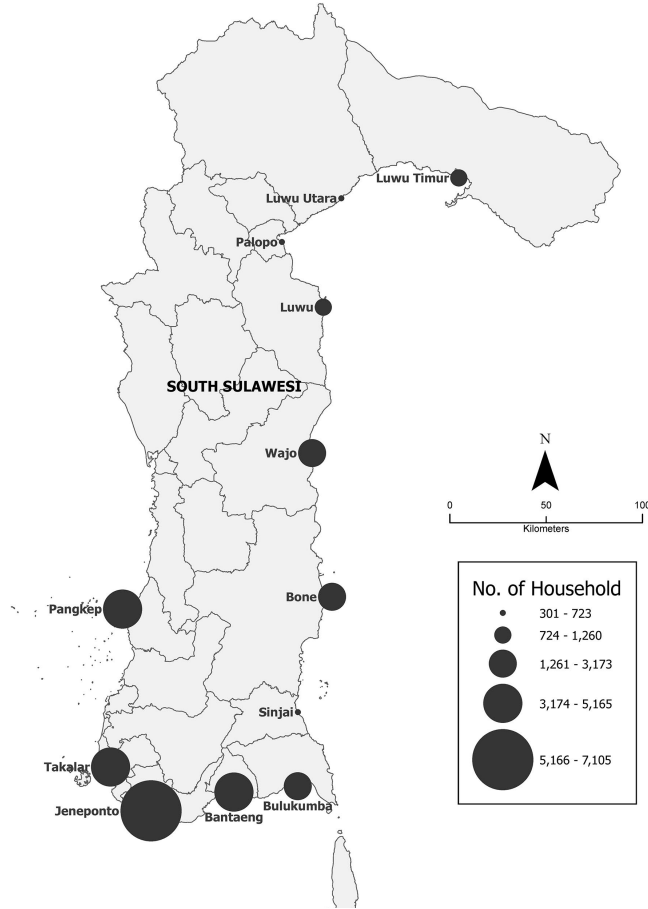 Luwu Timur
Luwu Utara
Palopo
Luwu
SOUTH SULAWESI
Wajo
N
0 50 100
Kilometers
Pangkep
Bone
No. of Household
301 - 723
724 - 1,260
1,261 - 3,173
3,174 - 5,165
5,166 - 7,105
Sinjai
Takalar
Jeneponto
Bantaeng
Bulukumba